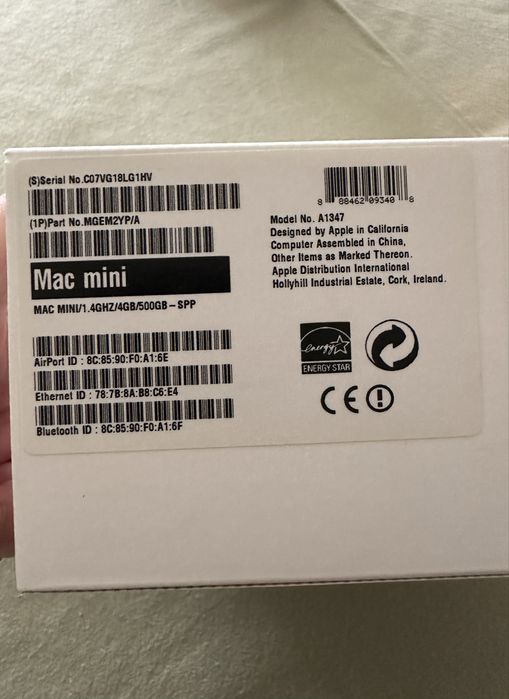 (S)Serial No.C07VG18LG1HV
(1P)Part No.MGEM2YP/A
Mac mini
MAC MINI/1.4GHZ/4GB/500GB-SPP
AirPort ID : 8C:85:90:F0:A1:6E
Ethernet ID : 78:7B:8A:B8:C6:E4
Bluetooth ID : 8C:85:90:F0:A1:6F
8 88462 09340 8
Model No. A1347
Designed by Apple in California
Computer Assembled in China,
Other Items as Marked Thereon.
Apple Distribution International
Hollyhill Industrial Estate, Cork, Ireland.
energy
ENERGY STAR
CE